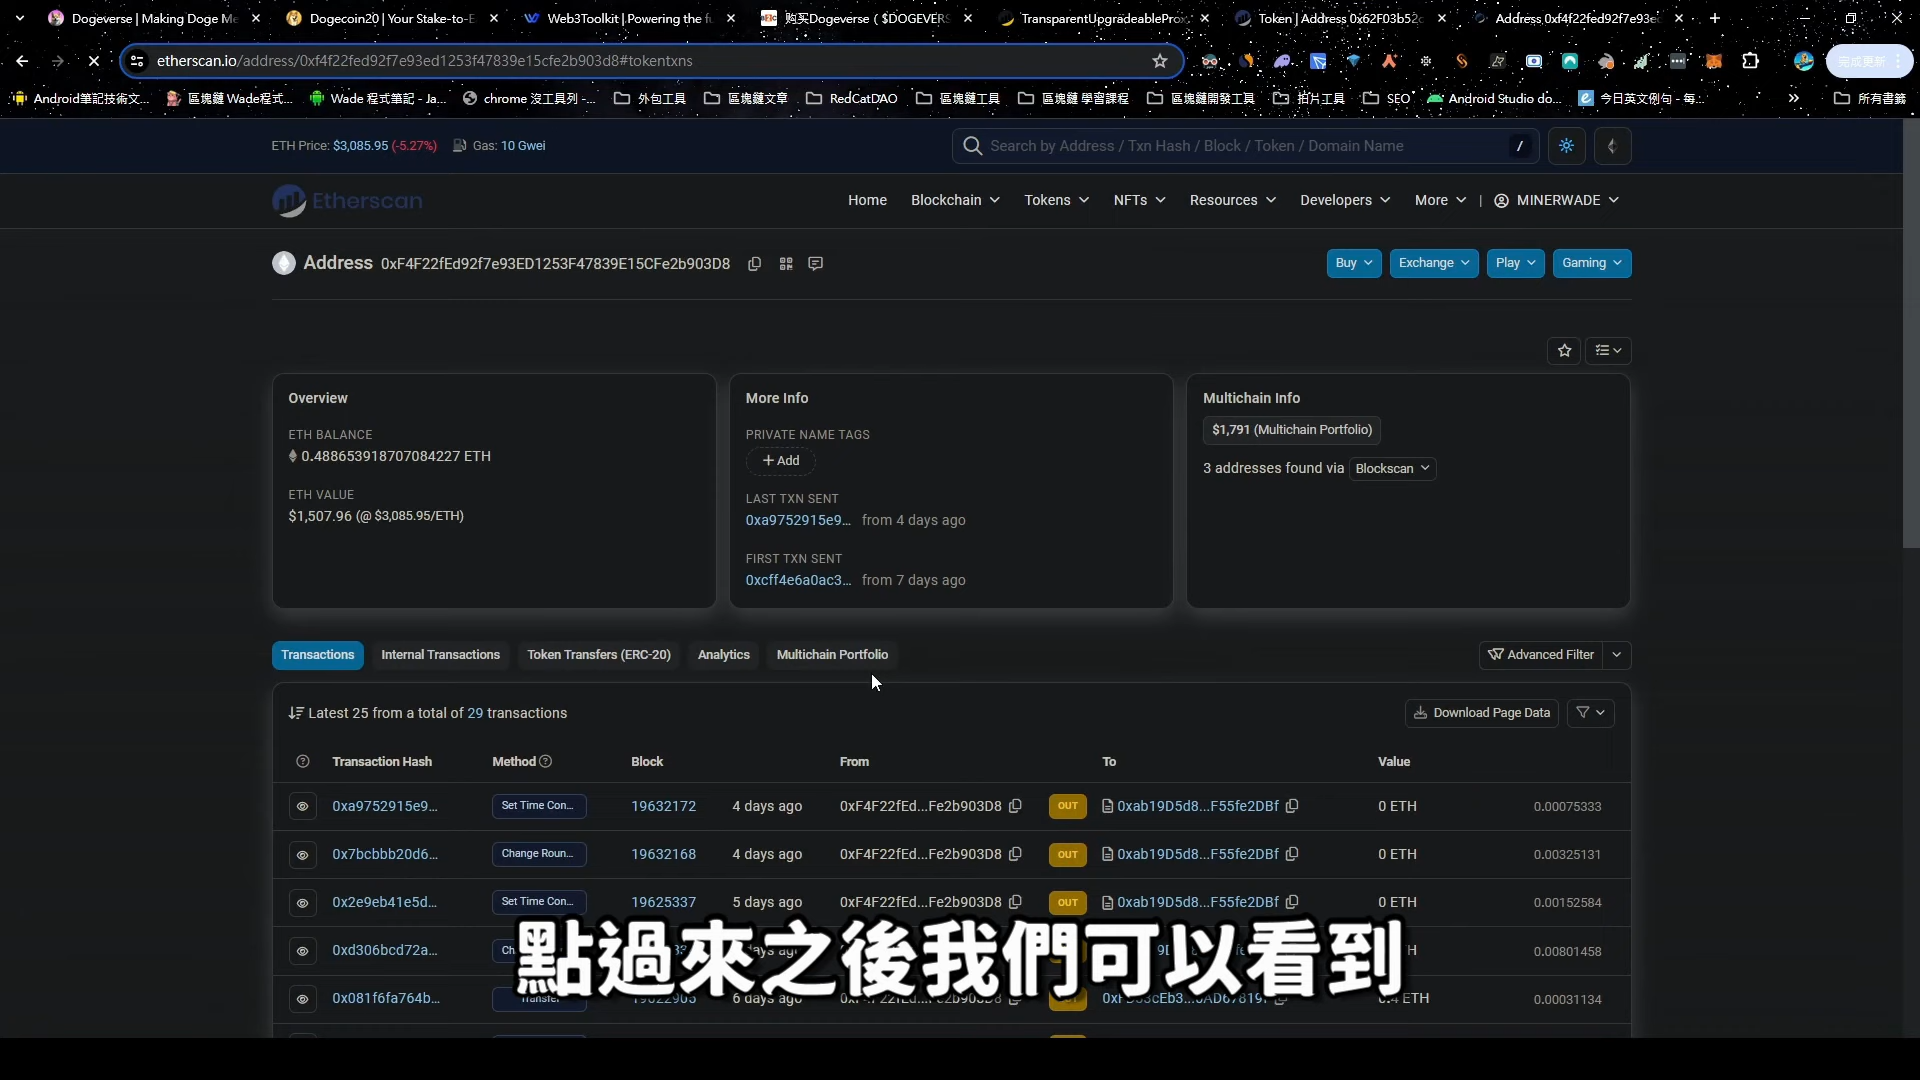 Dogeverse | Making Doge Me
Dogecoin20 | Your Stake-to-E
Web3Toolkit | Powering the fu
购买Dogeverse ( $DOGEVERS
TransparentUpgradeableProx
Token | Address 0x62F03b52c
Address 0xf4f22fed92f7e93ec
etherscan.io/address/0xf4f22fed92f7e93ed1253f47839e15cfe2b903d8#tokentxns
完成更新
Android筆記技術文...
區塊鏈 Wade程式...
Wade 程式筆記 - Ja...
chrome 沒工具列 -...
外包工具
區塊鏈文章
RedCatDAO
區塊鏈工具
區塊鏈 學習課程
區塊鏈開發工具
拍片工具
SEO
Android Studio do...
今日英文例句 - 每...
所有書籤
ETH Price: $3,085.95 (-5.27%)
Gas: 10 Gwei
Search by Address / Txn Hash / Block / Token / Domain Name
/
Etherscan
Home
Blockchain
Tokens
NFTs
Resources
Developers
More
|
MINERWADE
Address 0xF4F22fEd92f7e93ED1253F47839E15CFe2b903D8
Buy
Exchange
Play
Gaming
Overview
ETH BALANCE
0.488653918707084227 ETH
ETH VALUE
$1,507.96 (@ $3,085.95/ETH)
More Info
PRIVATE NAME TAGS
+ Add
LAST TXN SENT
0xa9752915e9... from 4 days ago
FIRST TXN SENT
0xcff4e6a0ac3... from 7 days ago
Multichain Info
$1,791 (Multichain Portfolio)
3 addresses found via Blockscan
Transactions
Internal Transactions
Token Transfers (ERC-20)
Analytics
Multichain Portfolio
Advanced Filter
Latest 25 from a total of 29 transactions
Download Page Data
Transaction Hash Method Block From To Value
0xa9752915e9... Set Time Con... 19632172 4 days ago 0xF4F22fEd...Fe2b903D8 OUT 0xab19D5d8...F55fe2DBf 0 ETH 0.00075333
0x7bcbbb20d6... Change Roun... 19632168 4 days ago 0xF4F22fEd...Fe2b903D8 OUT 0xab19D5d8...F55fe2DBf 0 ETH 0.00325131
0x2e9eb41e5d... Set Time Con... 19625337 5 days ago 0xF4F22fEd...Fe2b903D8 OUT 0xab19D5d8...F55fe2DBf 0 ETH 0.00152584
0xd306bcd72a... 0.00801458
點過來之後我們可以看到
0x081f6fa764b... Transfer 6 days ago ETH 0.00031134